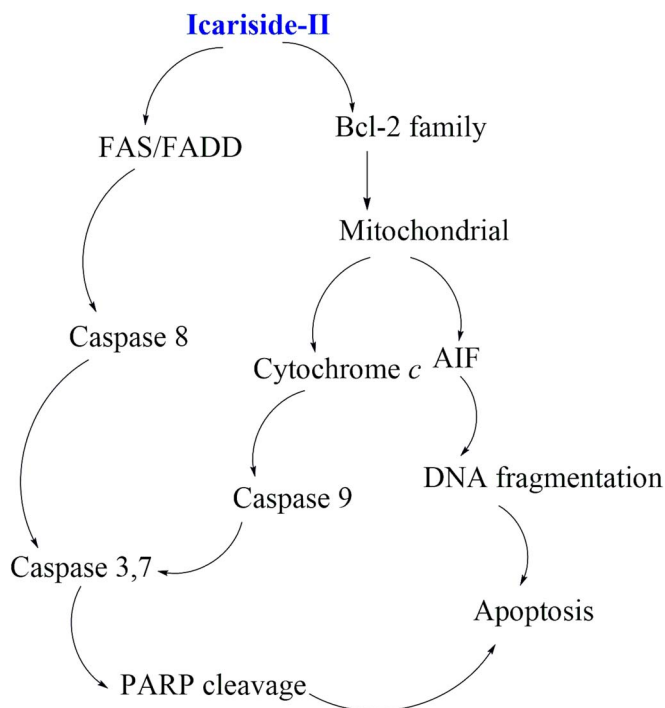 Icariside-II
FAS/FADD
Bcl-2 family
Mitochondrial
Caspase 8
Cytochrome c
AIF
Caspase 9
DNA fragmentation
Caspase 3,7
Apoptosis
PARP cleavage